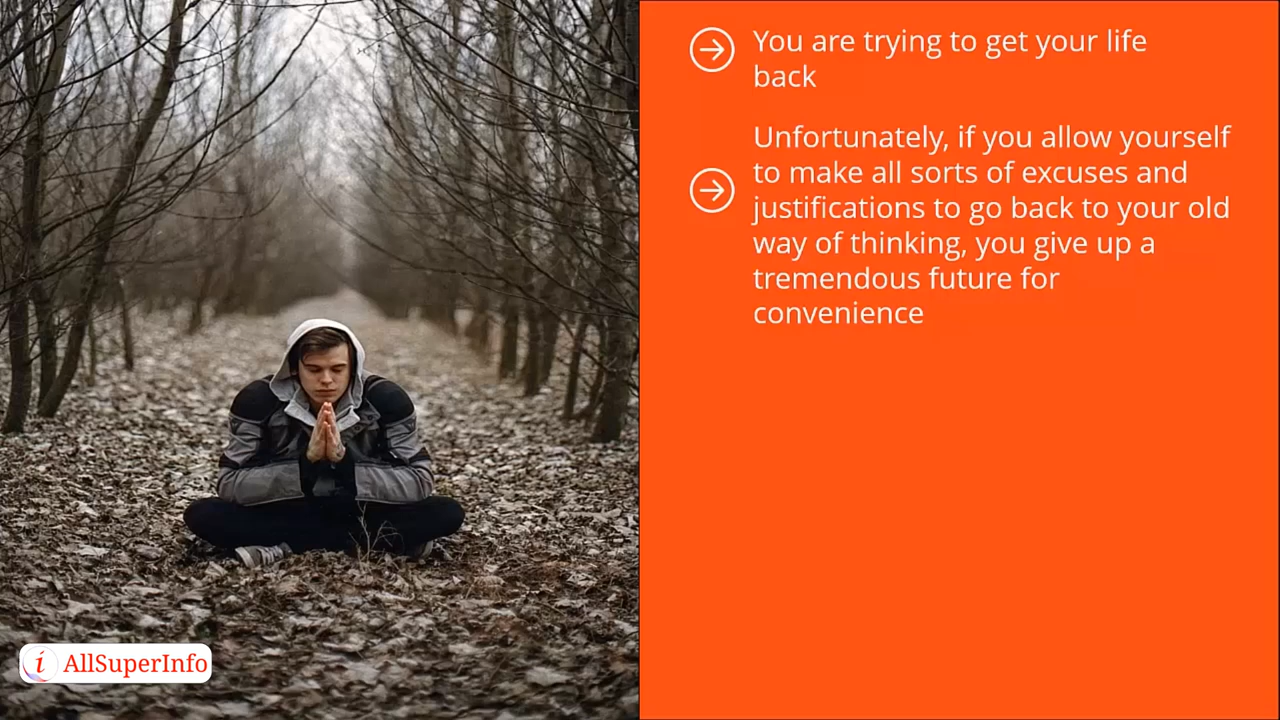 You are trying to get your life
back
Unfortunately, if you allow yourself
to make all sorts of excuses and
justifications to go back to your old
way of thinking, you give up a
tremendous future for
convenience
i AllSuperInfo